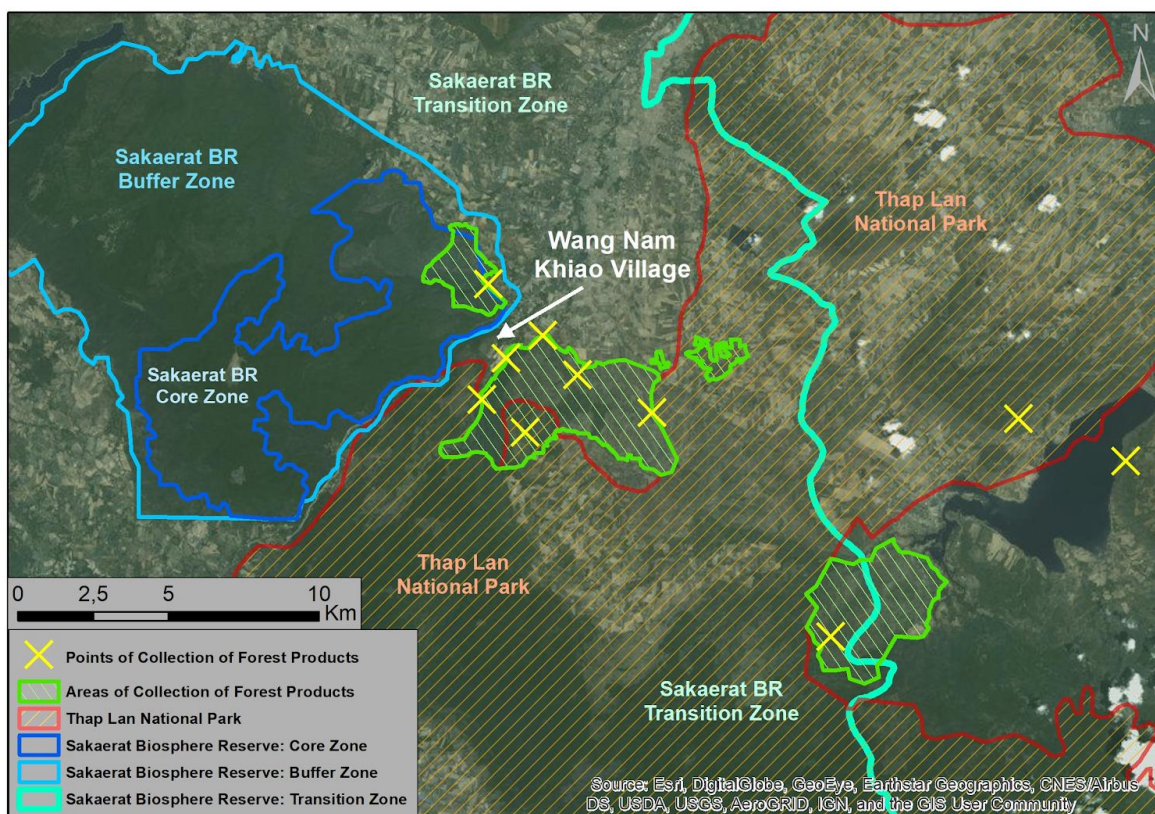 N
Sakaerat BR
Transition Zone
Sakaerat BR
Buffer Zone
Thap Lan
National Park
Wang Nam
Khiao Village
Sakaerat BR
Core Zone
Thap Lan
National Park
Sakaerat BR
Transition Zone
0 2,5 5 10
Km
Points of Collection of Forest Products
Areas of Collection of Forest Products
Thap Lan National Park
Sakaerat Biosphere Reserve: Core Zone
Sakaerat Biosphere Reserve: Buffer Zone
Sakaerat Biosphere Reserve: Transition Zone
Source: Esri, DigitalGlobe, GeoEye, Earthstar Geographics, CNES/Airbus
DS, USDA, USGS, AeroGRID, IGN, and the GIS User Community